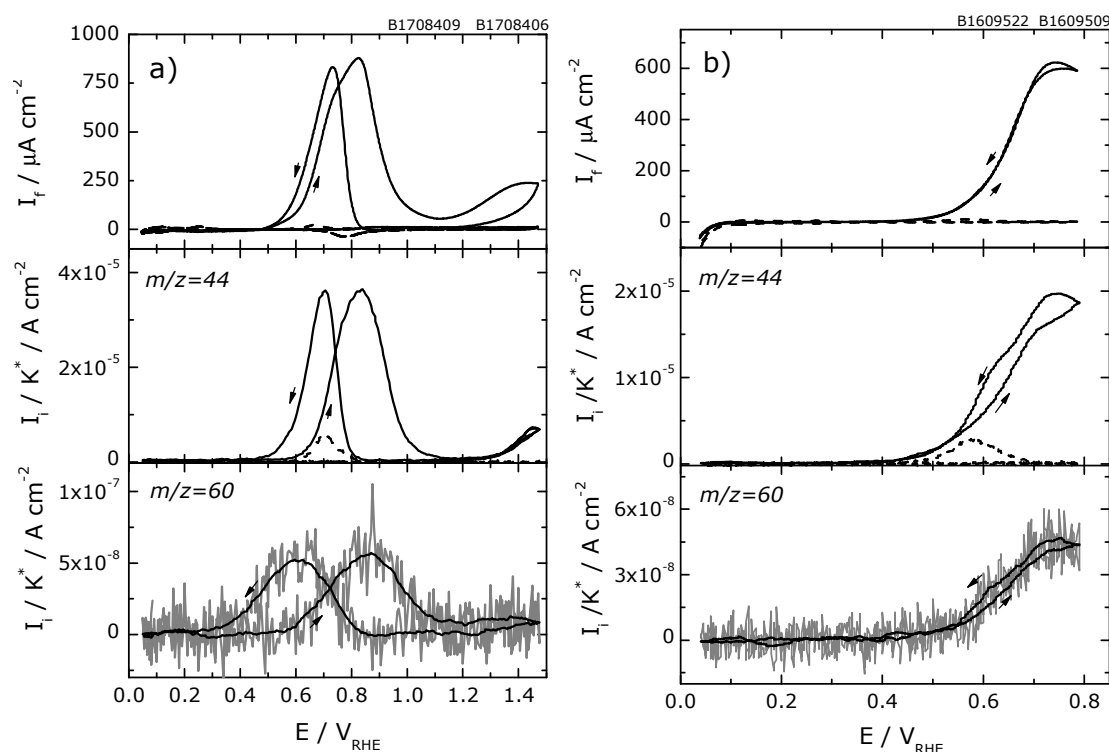 B1708409 B1708406
a)
1000
750
500
250
0
I_f / μA cm⁻²
m/z=44
4x10⁻⁵
2x10⁻⁵
0
I_i / K* / A cm⁻²
m/z=60
1x10⁻⁷
5x10⁻⁸
0
I_i / K* / A cm⁻²
0.0 0.2 0.4 0.6 0.8 1.0 1.2 1.4
E / V_RHE
B1609522 B1609509
b)
600
400
200
0
I_f / μA cm⁻²
m/z=44
2x10⁻⁵
1x10⁻⁵
0
I_i /K* / A cm⁻²
m/z=60
6x10⁻⁸
3x10⁻⁸
0
I_i /K* / A cm⁻²
0.0 0.2 0.4 0.6 0.8
E / V_RHE